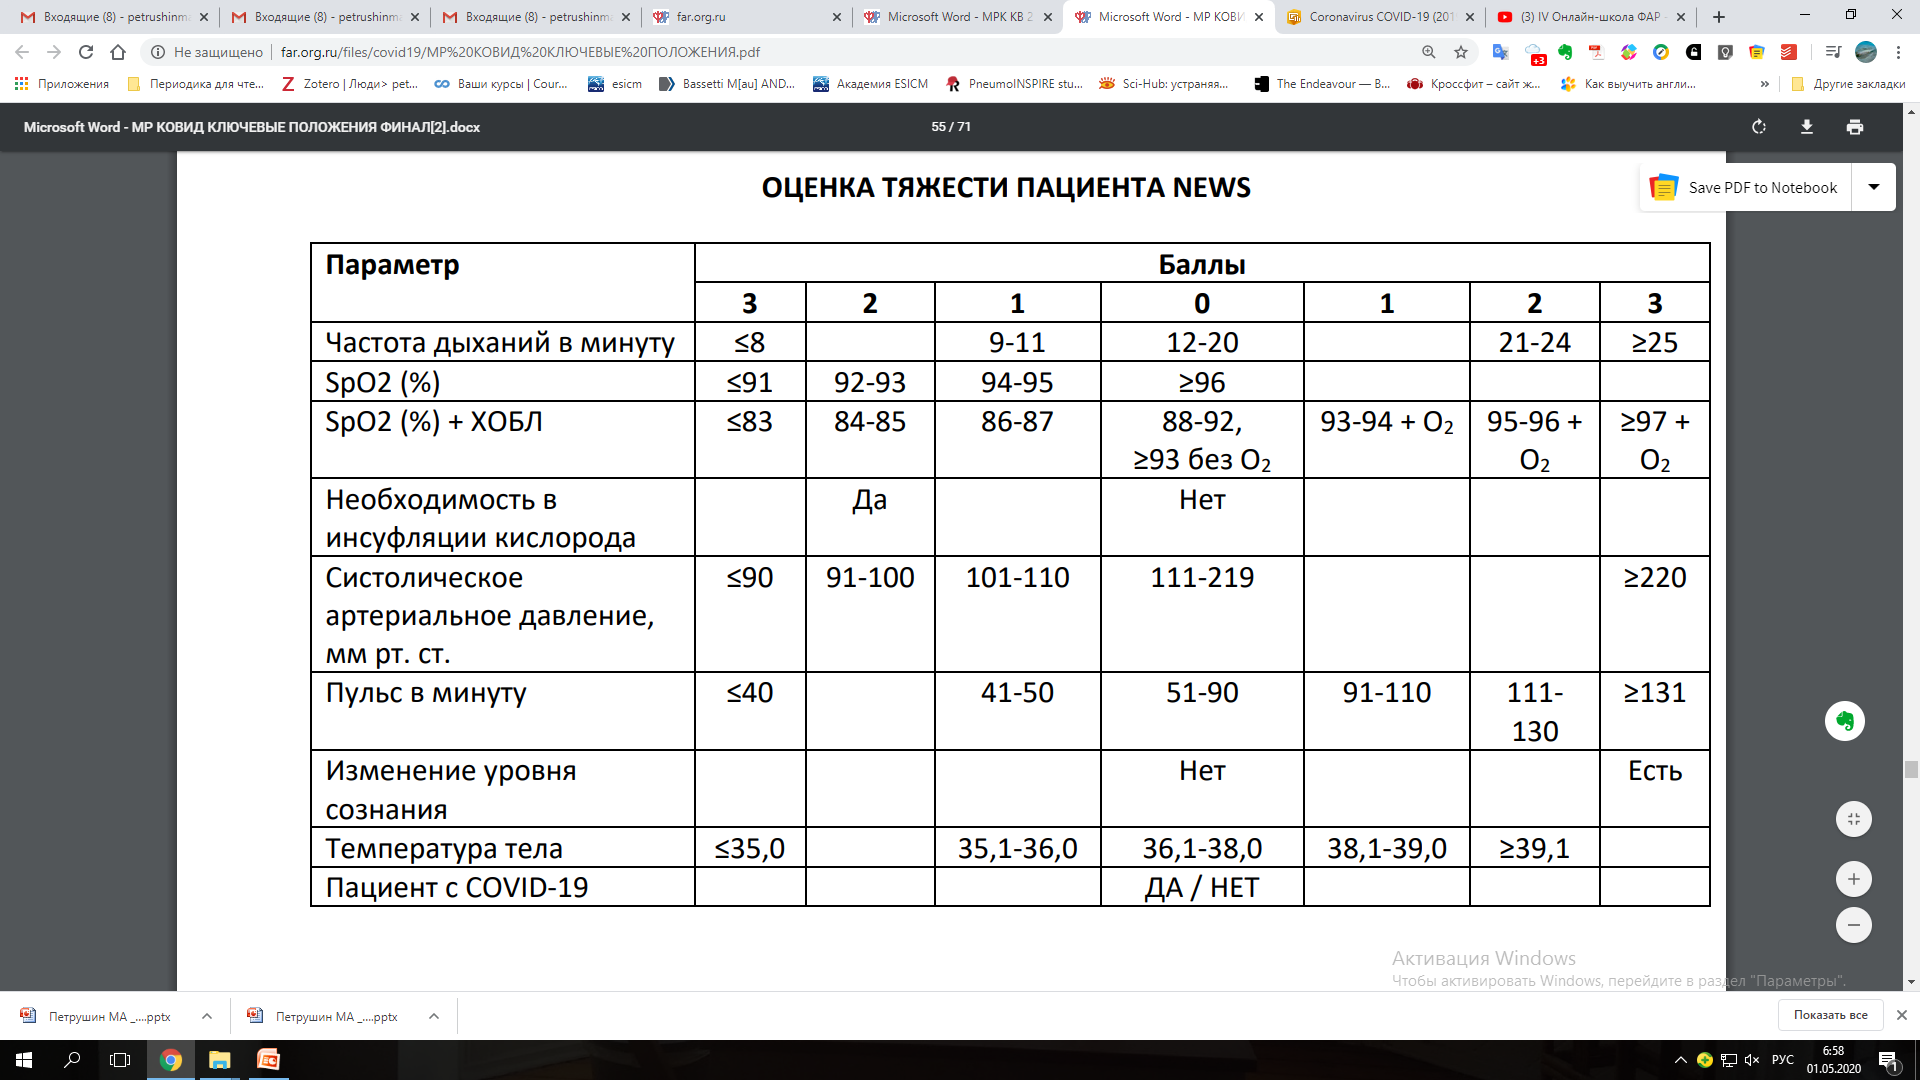 Входящие (8) - petrushinma
Входящие (8) - petrushinma
Входящие (8) - petrushinma
far.org.ru
Microsoft Word - МРК КВ 2
Microsoft Word - МР КОВИ
Coronavirus COVID-19 (201
(3) IV Онлайн-школа ФАР -
Не защищено
far.org.ru/files/covid19/МР%20КОВИД%20КЛЮЧЕВЫЕ%20ПОЛОЖЕНИЯ.pdf
+3
Приложения
Периодика для чте...
Zotero | Люди> pet...
Ваши курсы | Cour...
esicm
Bassetti M[au] AND...
Академия ESICM
PneumoINSPIRE stu...
Sci-Hub: устраняя...
The Endeavour — B...
Кроссфит – сайт ж...
Как выучить англи...
»
Другие закладки
Microsoft Word - МР КОВИД КЛЮЧЕВЫЕ ПОЛОЖЕНИЯ ФИНАЛ[2].docx
55 / 71
Save PDF to Notebook
ОЦЕНКА ТЯЖЕСТИ ПАЦИЕНТА NEWS
Параметр Баллы
3 2 1 0 1 2 3
Частота дыханий в минуту ≤8 9-11 12-20 21-24 ≥25
SpO2 (%) ≤91 92-93 94-95 ≥96
SpO2 (%) + ХОБЛ ≤83 84-85 86-87 88-92, 93-94 + O₂ 95-96 + ≥97 +
≥93 без O₂ O₂ O₂
Необходимость в Да Нет
инсуфляции кислорода
Систолическое ≤90 91-100 101-110 111-219 ≥220
артериальное давление,
мм рт. ст.
Пульс в минуту ≤40 41-50 51-90 91-110 111- ≥131
130
Изменение уровня Нет Есть
сознания
Температура тела ≤35,0 35,1-36,0 36,1-38,0 38,1-39,0 ≥39,1
Пациент с COVID-19 ДА / НЕТ
Активация Windows
Чтобы активировать Windows, перейдите в раздел "Параметры".
Петрушин МА _....pptx
Петрушин МА _....pptx
Показать все
РУС
6:58
01.05.2020
1